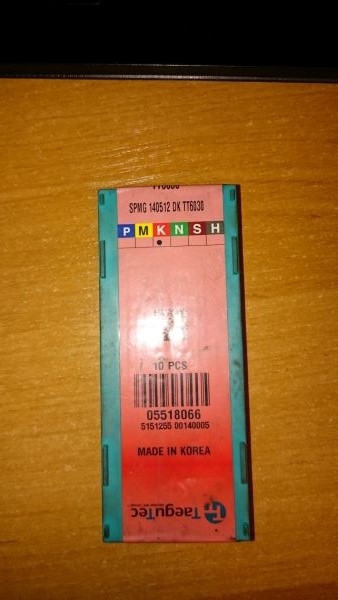 SPMG 140512 DK TT6030
P M K N S H
10 PCS
05518066
5151255 00140005
MADE IN KOREA
TaeguTec